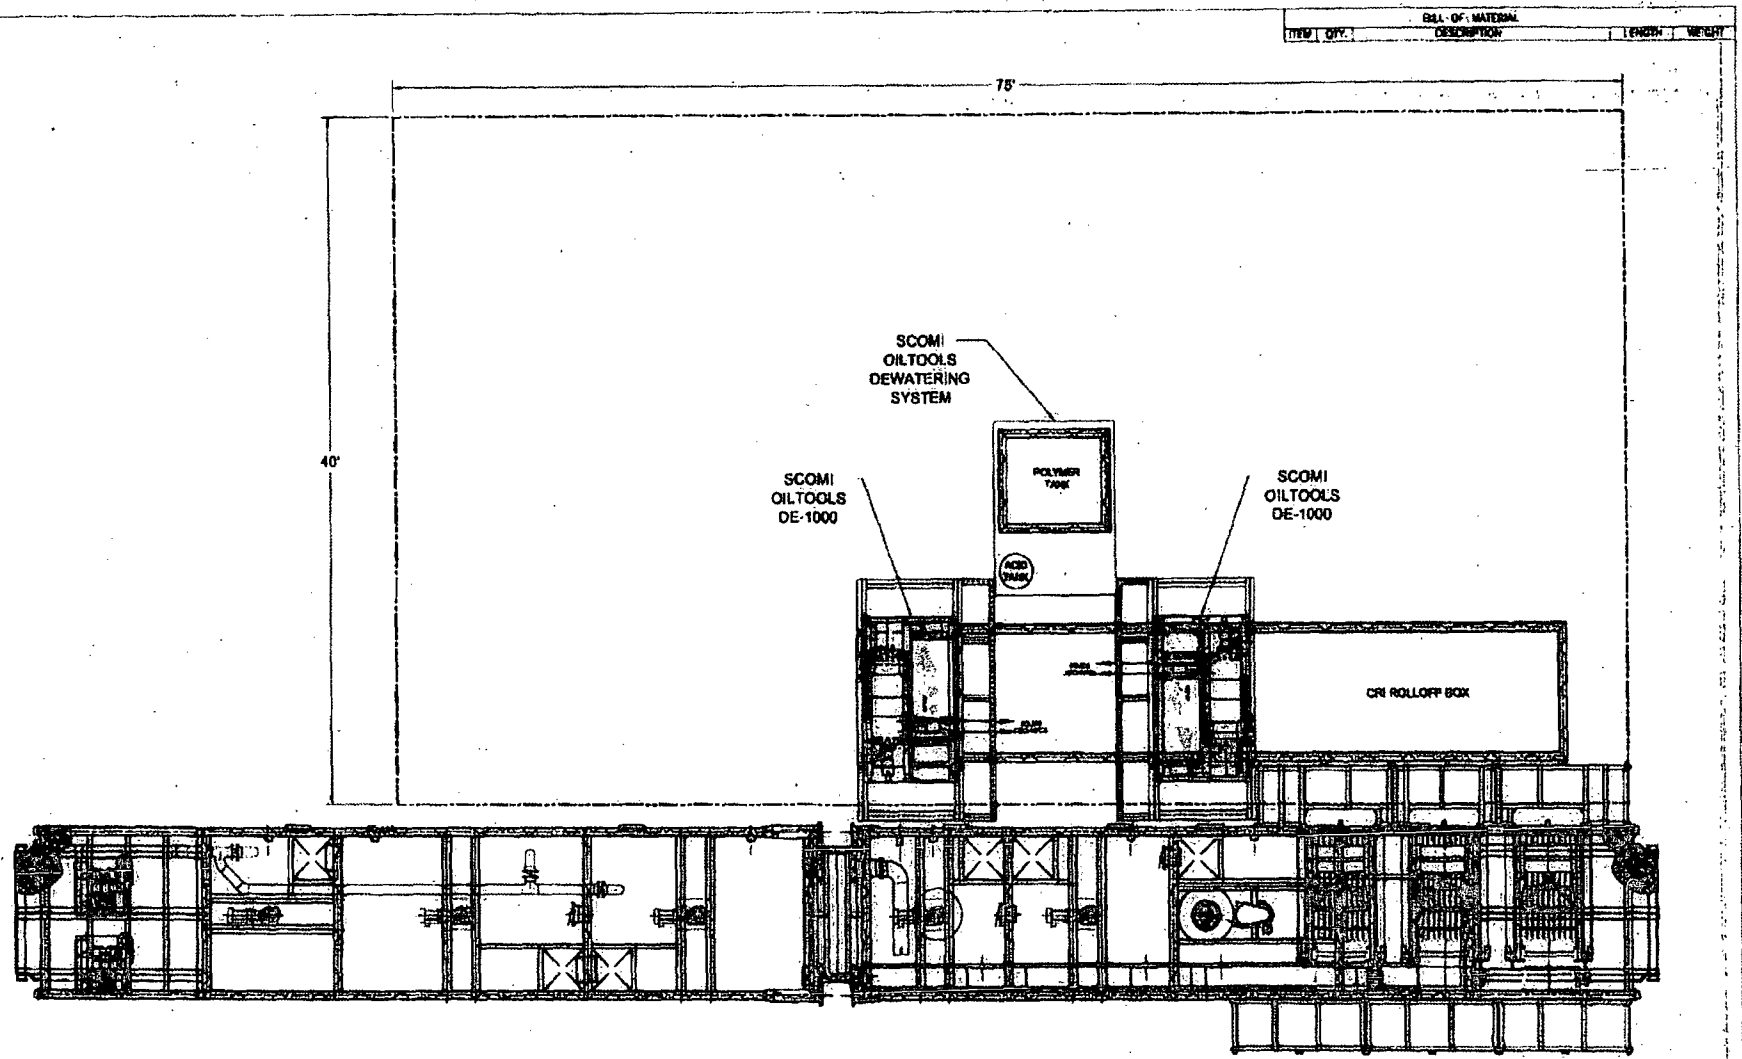 BILL OF MATERIAL
ITEM QTY. DESCRIPTION LENGTH WEIGHT
75'
40'
SCOMI
OILTOOLS
DEWATERING
SYSTEM
SCOMI
OILTOOLS
DE-1000
SCOMI
OILTOOLS
DE-1000
POLYMER
TANK
ACID
TANK
CRI ROLLOFF BOX